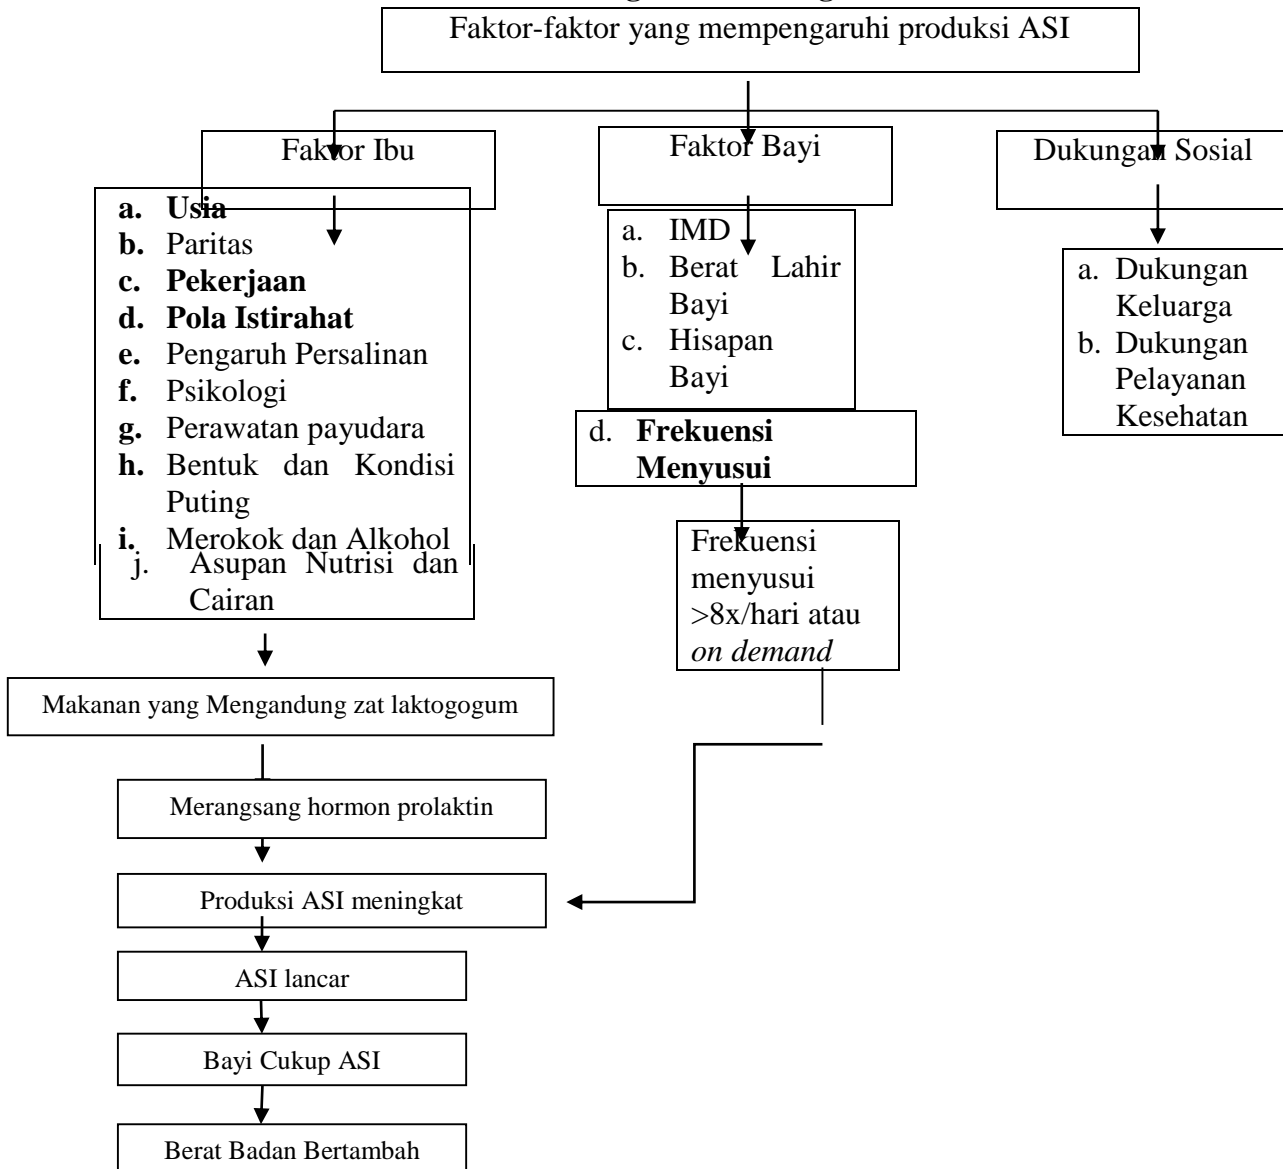 Faktor-faktor yang mempengaruhi produksi ASI
Faktor Ibu
Faktor Bayi
Dukungan Sosial
a. Usia
b. Paritas
c. Pekerjaan
d. Pola Istirahat
e. Pengaruh Persalinan
f. Psikologi
g. Perawatan payudara
h. Bentuk dan Kondisi
Puting
i. Merokok dan Alkohol
j. Asupan Nutrisi dan
Cairan
a. IMD
b. Berat Lahir
Bayi
c. Hisapan
Bayi
d. Frekuensi
Menyusui
a. Dukungan
Keluarga
b. Dukungan
Pelayanan
Kesehatan
Frekuensi
menyusui
>8x/hari atau
on demand
Makanan yang Mengandung zat laktogogum
Merangsang hormon prolaktin
Produksi ASI meningkat
ASI lancar
Bayi Cukup ASI
Berat Badan Bertambah